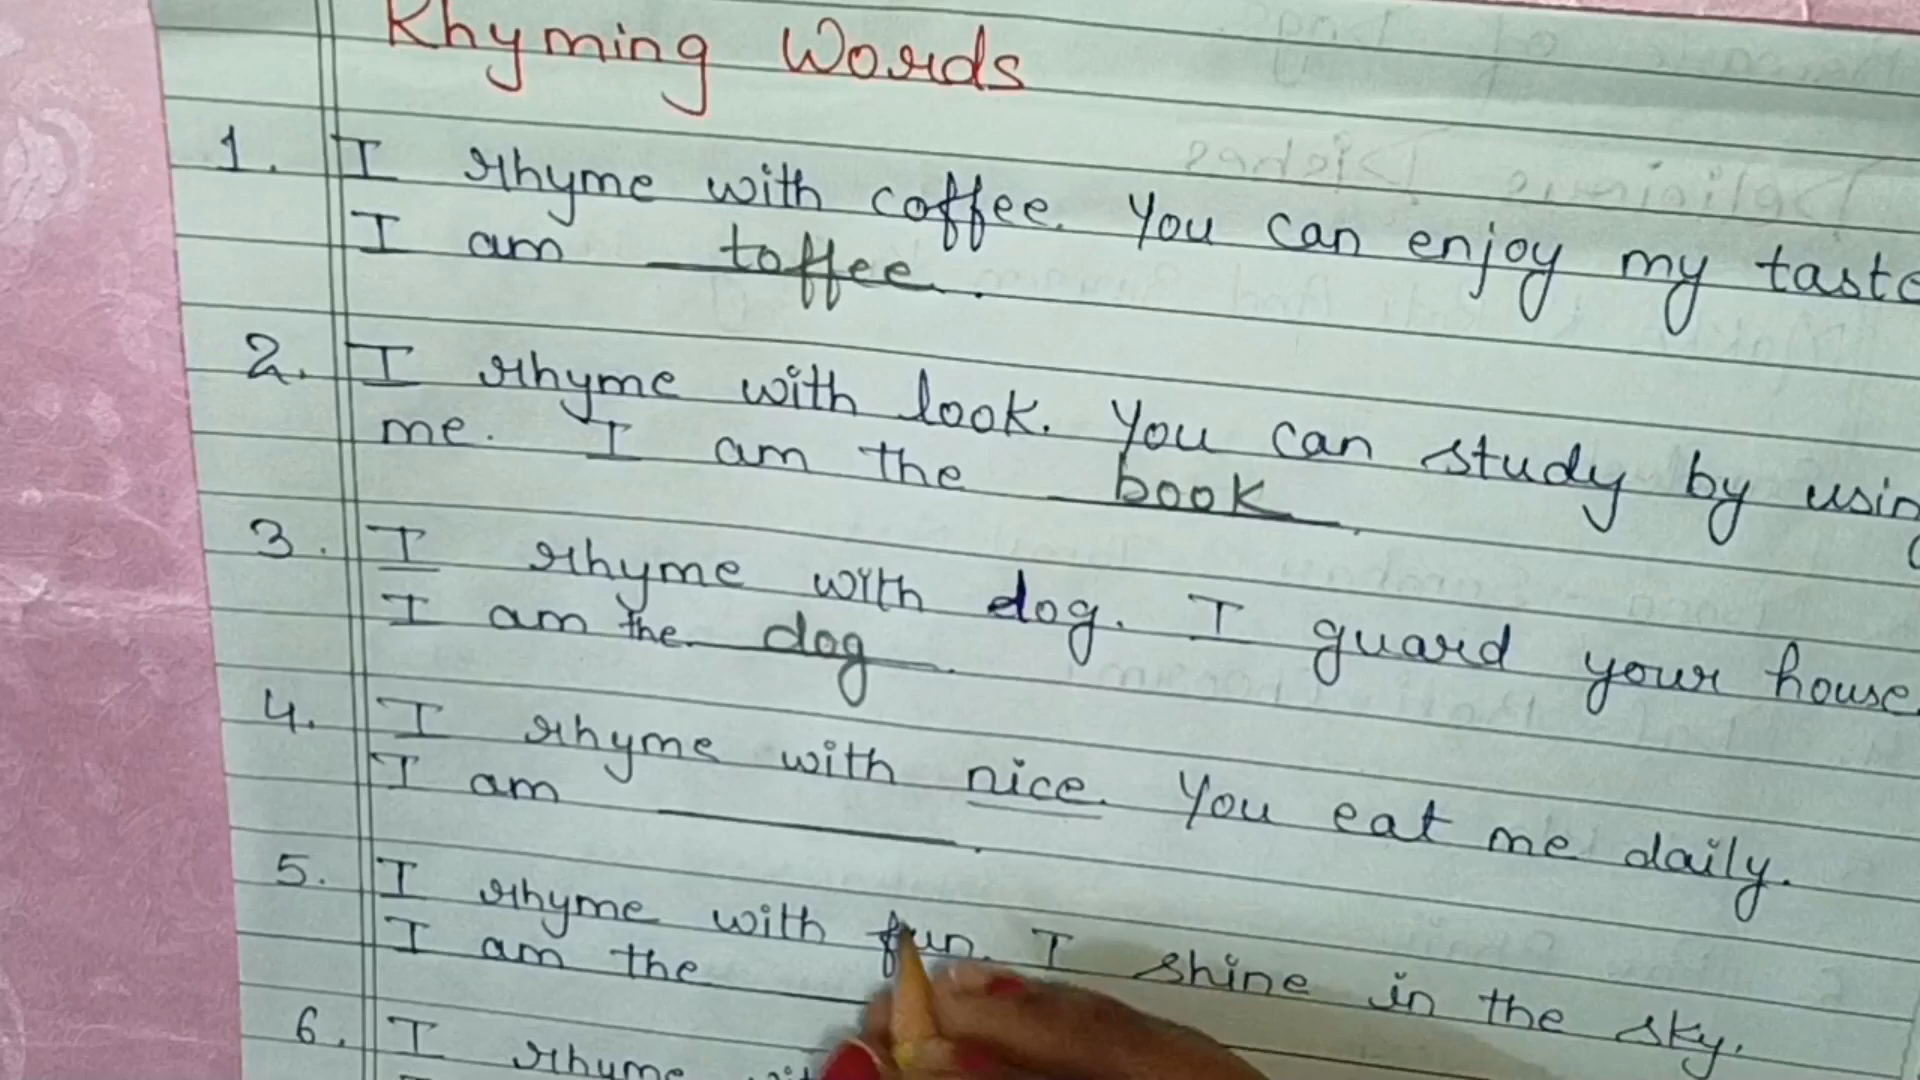 Rhyming Words
1. I rhyme with coffee. You can enjoy my taste
I am toffee.
2. I rhyme with look. You can study by using
me. I am the book.
3. I rhyme with dog. I guard your house.
I am the dog.
4. I rhyme with nice. You eat me daily.
I am ______.
5. I rhyme with fun. I shine in the sky.
I am the
6. I rhyme